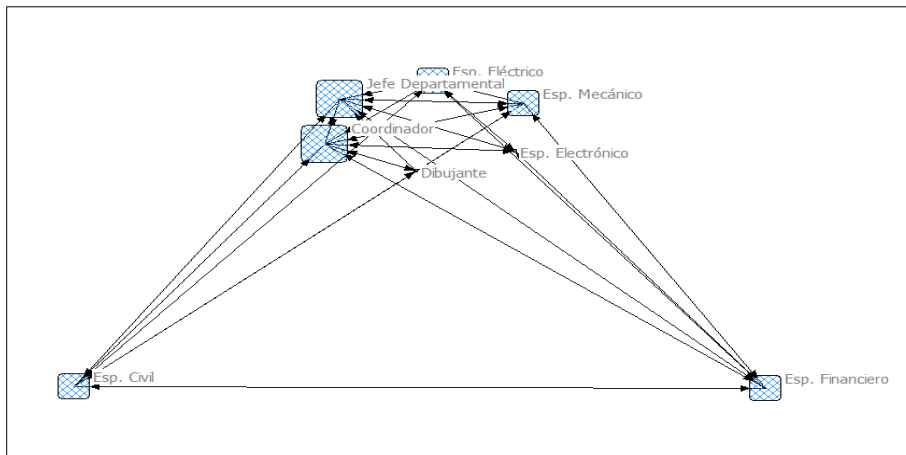 Esp. Eléctrico
Jefe Departamental
Esp. Mecánico
Coordinador
Esp. Electrónico
Dibujante
Esp. Civil
Esp. Financiero